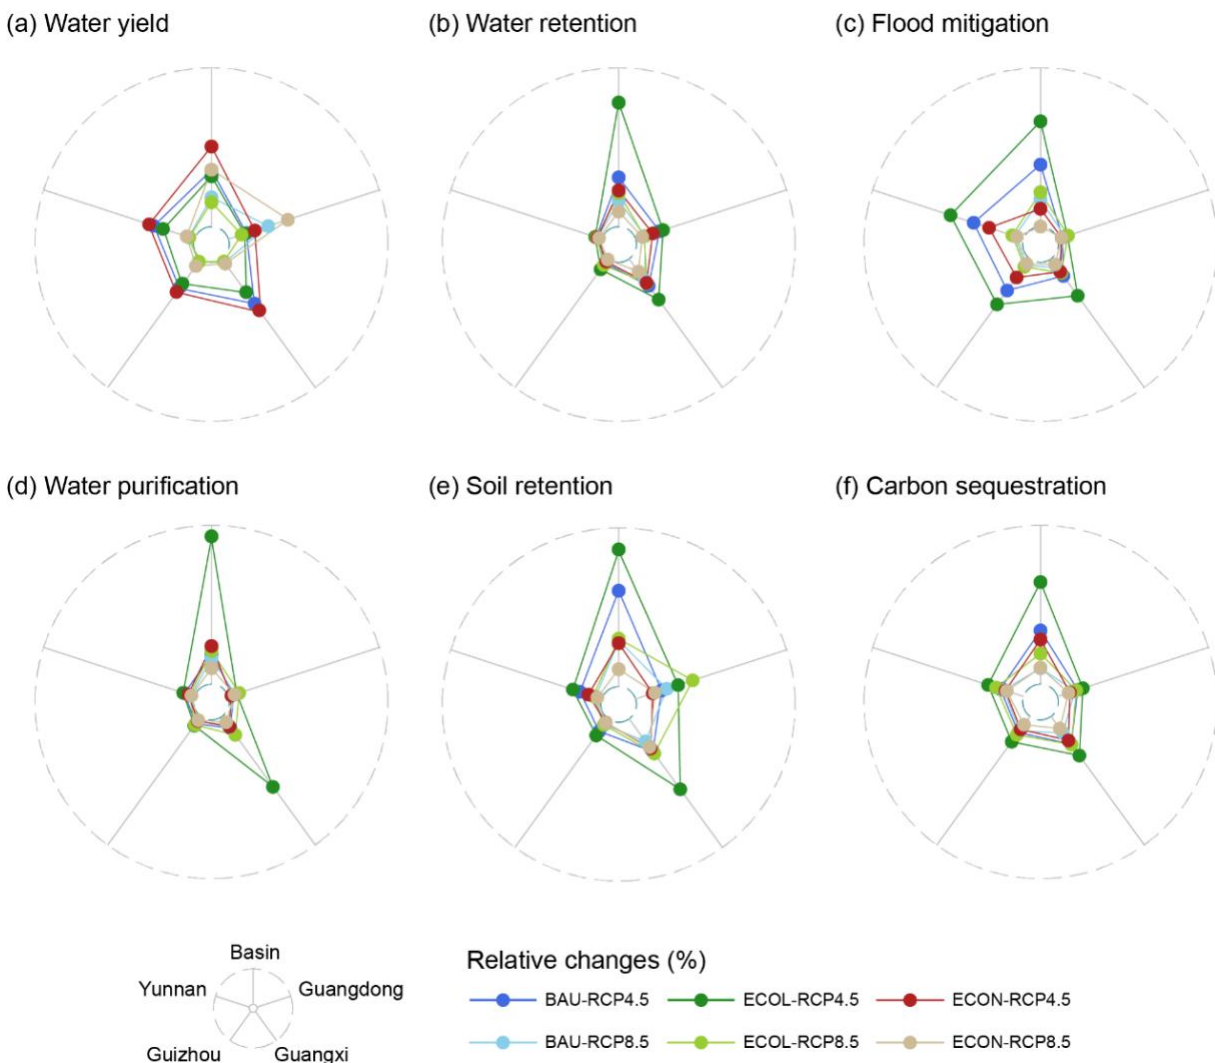 (a) Water yield
(b) Water retention
(c) Flood mitigation
(d) Water purification
(e) Soil retention
(f) Carbon sequestration
Basin
Yunnan
Guangdong
Guizhou
Guangxi
Relative changes (%)
BAU-RCP4.5
ECOL-RCP4.5
ECON-RCP4.5
BAU-RCP8.5
ECOL-RCP8.5
ECON-RCP8.5